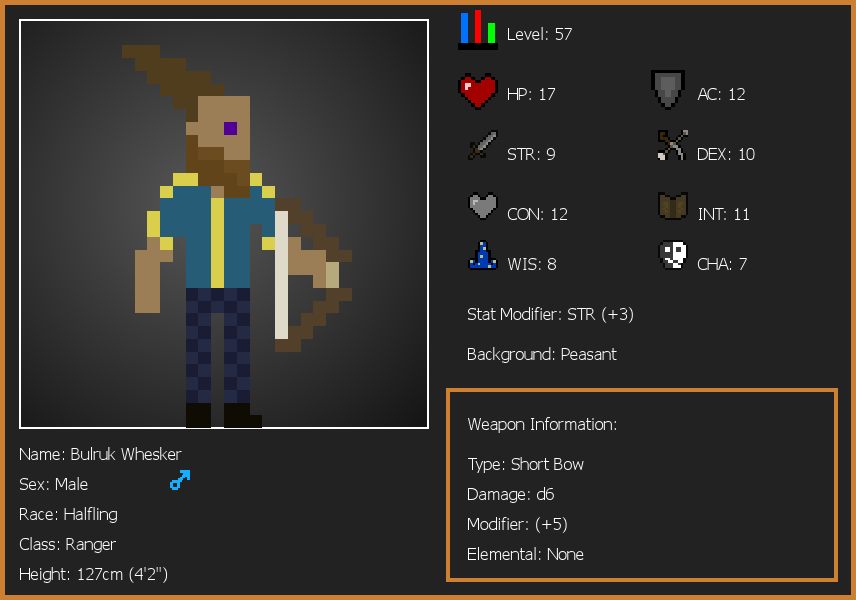 Level: 57
HP: 17
AC: 12
STR: 9
DEX: 10
CON: 12
INT: 11
WIS: 8
CHA: 7
Stat Modifier: STR (+3)
Background: Peasant
Weapon Information:
Type: Short Bow
Damage: d6
Modifier: (+5)
Elemental: None
Name: Bulruk Whesker
Sex: Male
Race: Halfling
Class: Ranger
Height: 127cm (4'2")